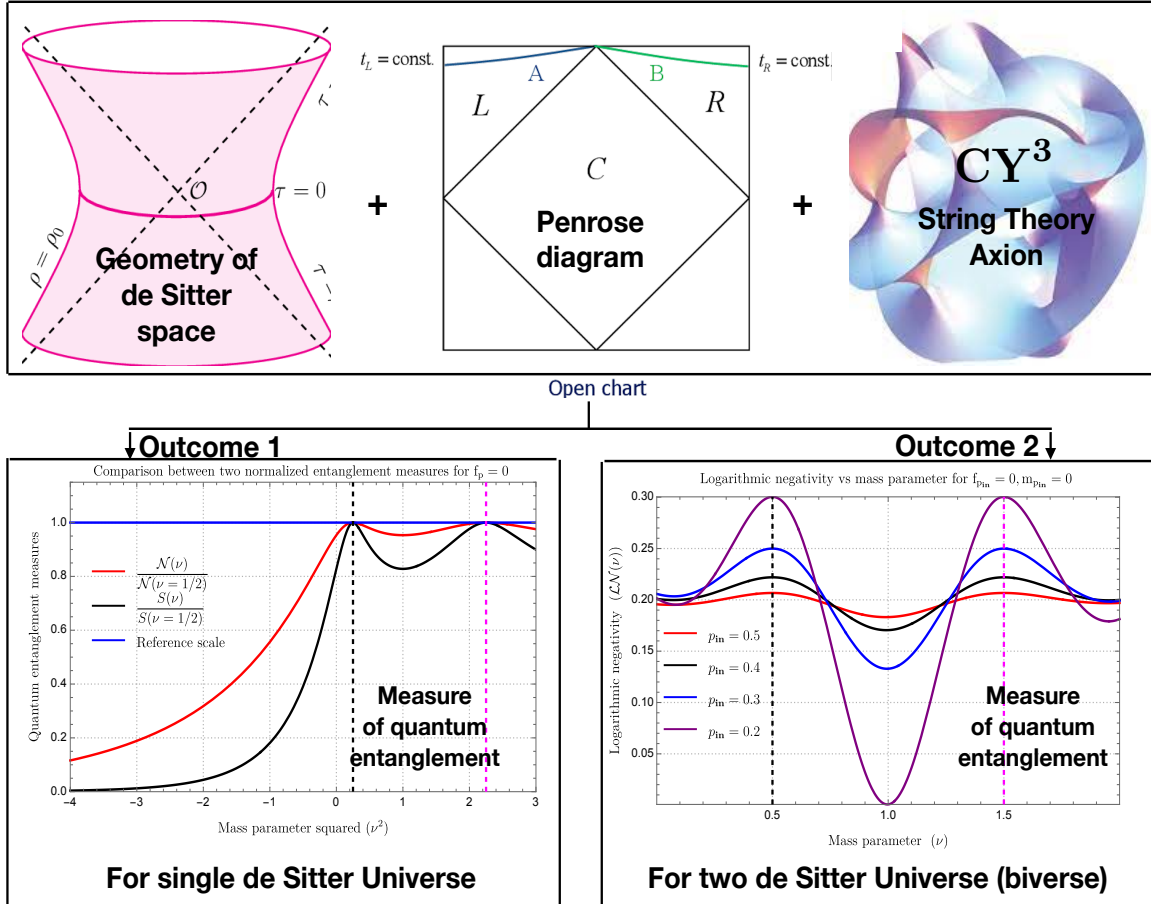 t_L = const.
A
B
t_R = const.
L
R
C
Penrose
diagram
τ
O
τ = 0
ρ = ρ₀
τ
Geometry of
de Sitter
space
+
+
CY³
String Theory
Axion
Open chart
Outcome 1
Comparison between two normalized entanglement measures for f_p = 0
Quantum entanglement measures
1.0
0.8
0.6
0.4
0.2
0.0
N(ν)
N(ν = 1/2)
S(ν)
S(ν = 1/2)
Reference scale
Measure
of quantum
entanglement
−4 −3 −2 −1 0 1 2 3
Mass parameter squared (ν²)
For single de Sitter Universe
Outcome 2
Logarithmic negativity vs mass parameter for f_{p_in} = 0, m_{p_in} = 0
Logarithmic negativity (LN(ν))
0.30
0.25
0.20
0.15
0.10
0.05
p_in = 0.5
p_in = 0.4
p_in = 0.3
p_in = 0.2
Measure
of quantum
entanglement
0.5 1.0 1.5
Mass parameter (ν)
For two de Sitter Universe (biverse)